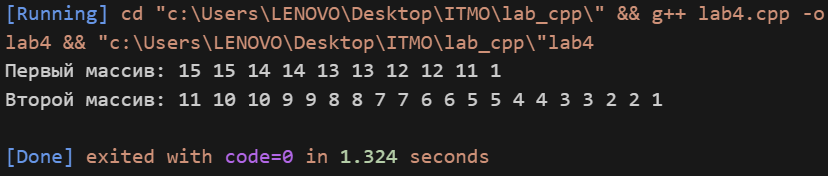 [Running] cd "c:\Users\LENOVO\Desktop\ITMO\lab_cpp\" && g++ lab4.cpp -o
lab4 && "c:\Users\LENOVO\Desktop\ITMO\lab_cpp\"lab4
Первый массив: 15 15 14 14 13 13 12 12 11 1
Второй массив: 11 10 10 9 9 8 8 7 7 6 6 5 5 4 4 3 3 2 2 1
[Done] exited with code=0 in 1.324 seconds